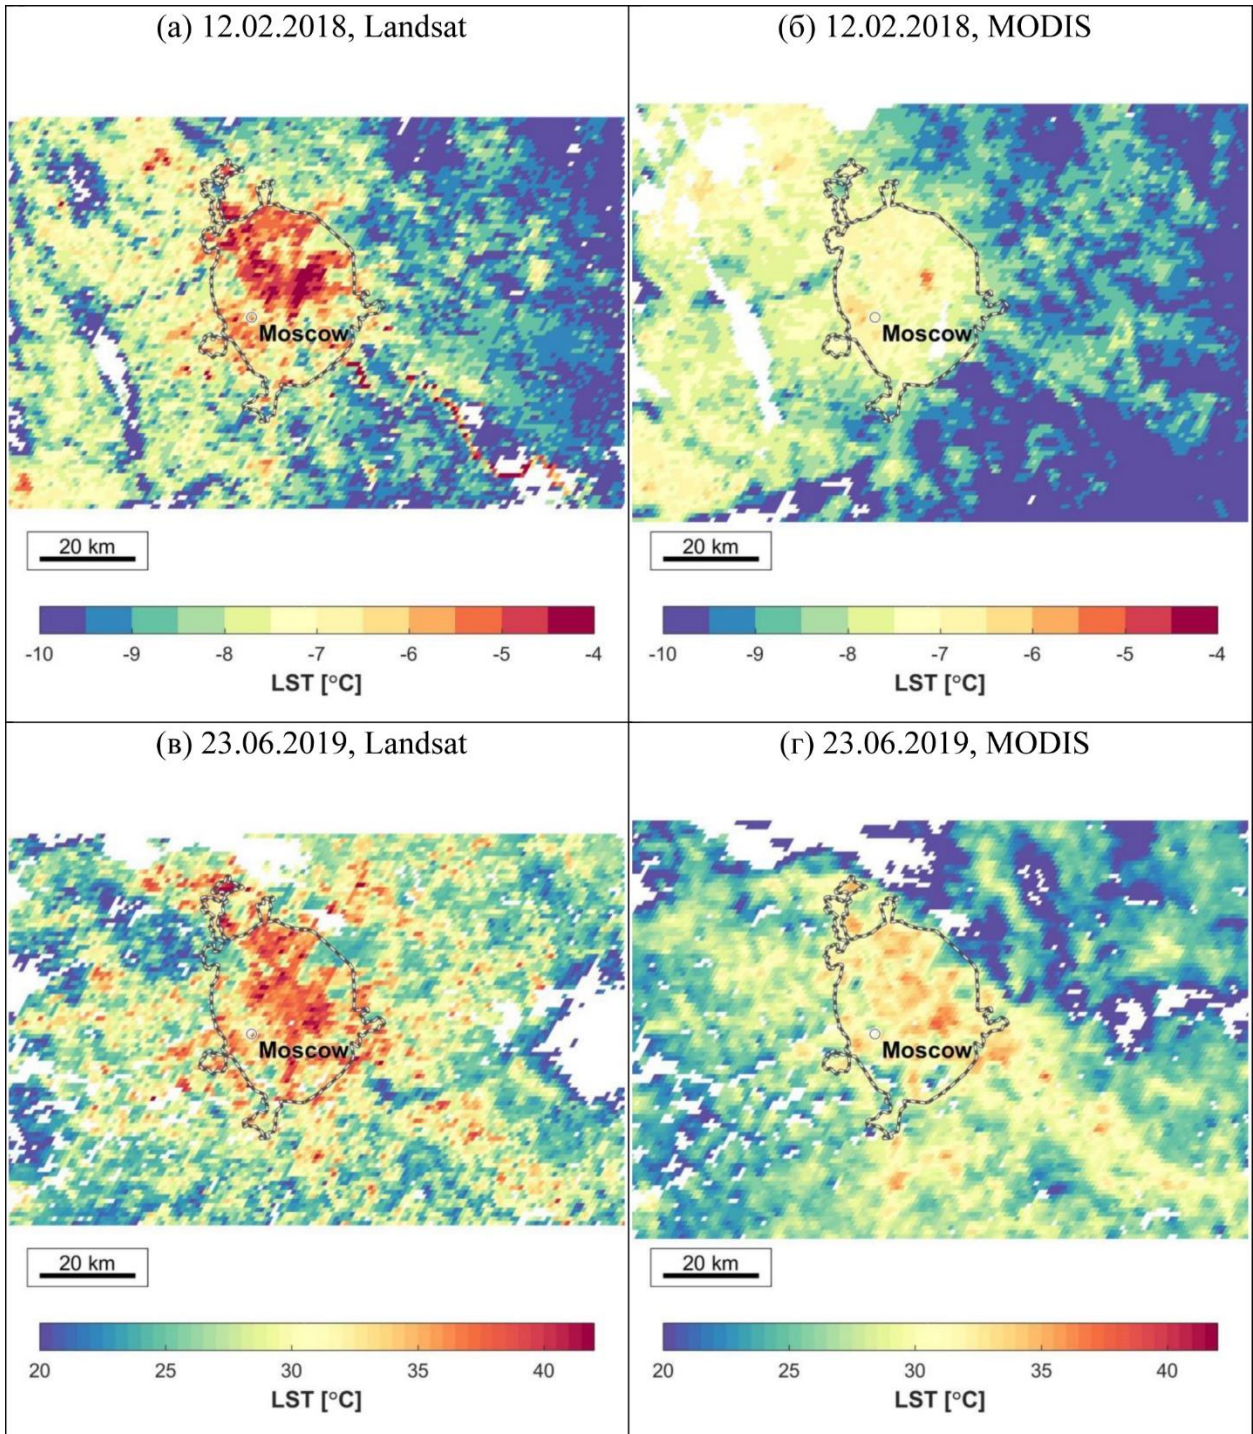 (а) 12.02.2018, Landsat
(б) 12.02.2018, MODIS
Moscow
Moscow
20 km
20 km
-10 -9 -8 -7 -6 -5 -4
LST [°C]
-10 -9 -8 -7 -6 -5 -4
LST [°C]
(в) 23.06.2019, Landsat
(г) 23.06.2019, MODIS
Moscow
Moscow
20 km
20 km
20 25 30 35 40
LST [°C]
20 25 30 35 40
LST [°C]